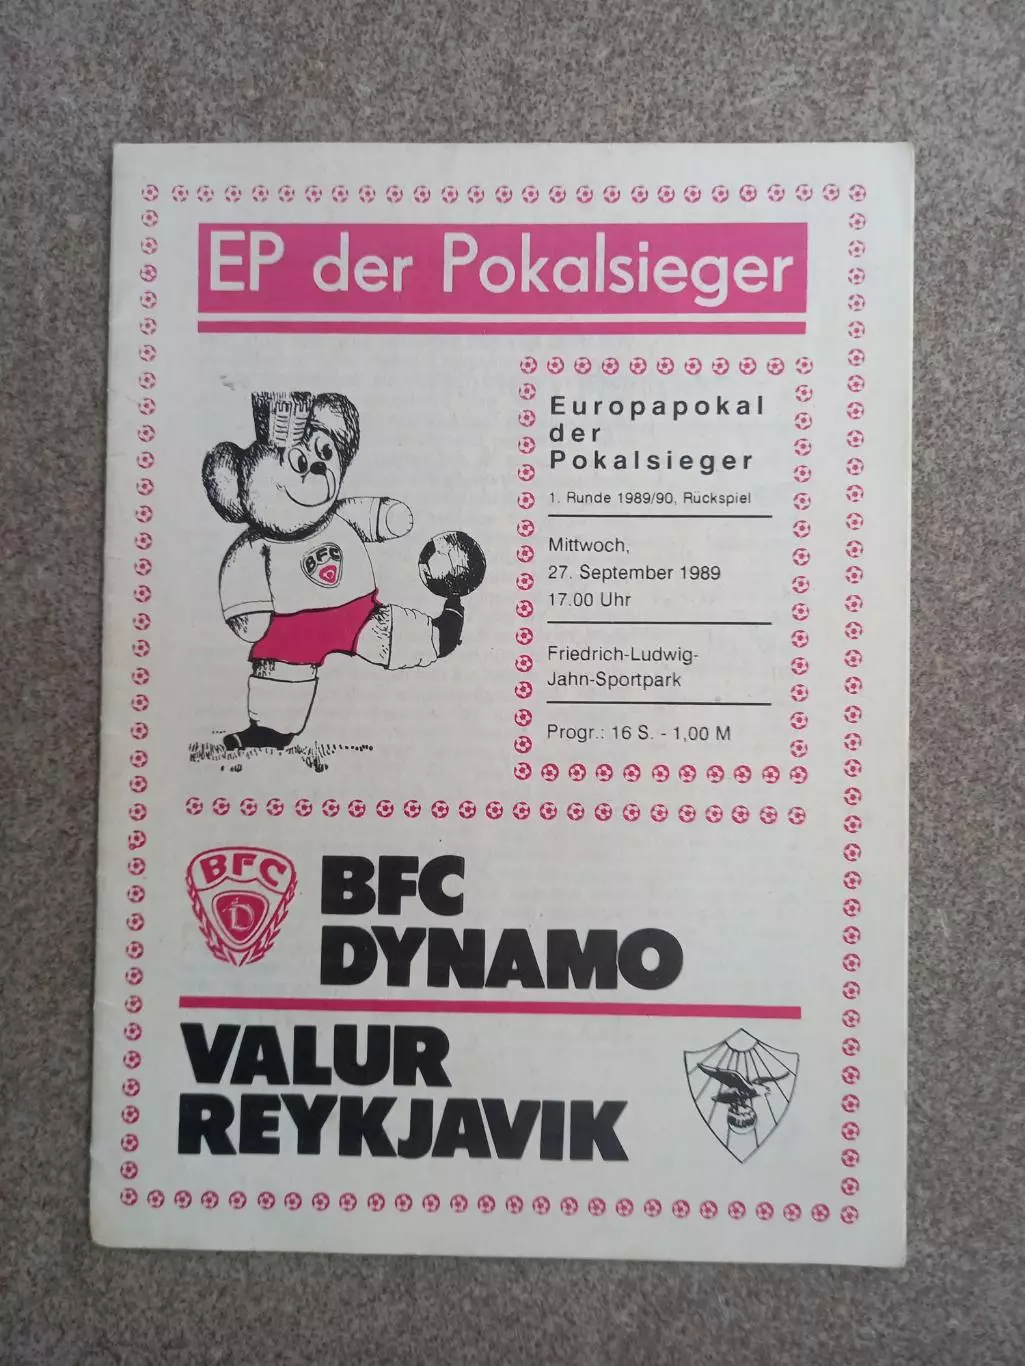 EP der Pokalsieger
Europapokal
der
Pokalsieger
1. Runde 1989/90, Rückspiel
Mittwoch,
27. September 1989
17.00 Uhr
Friedrich-Ludwig-
Jahn-Sportpark
Progr.: 16 S. - 1,00 M
BFC
BFC
D
BFC
DYNAMO
VALUR
REYKJAVIK